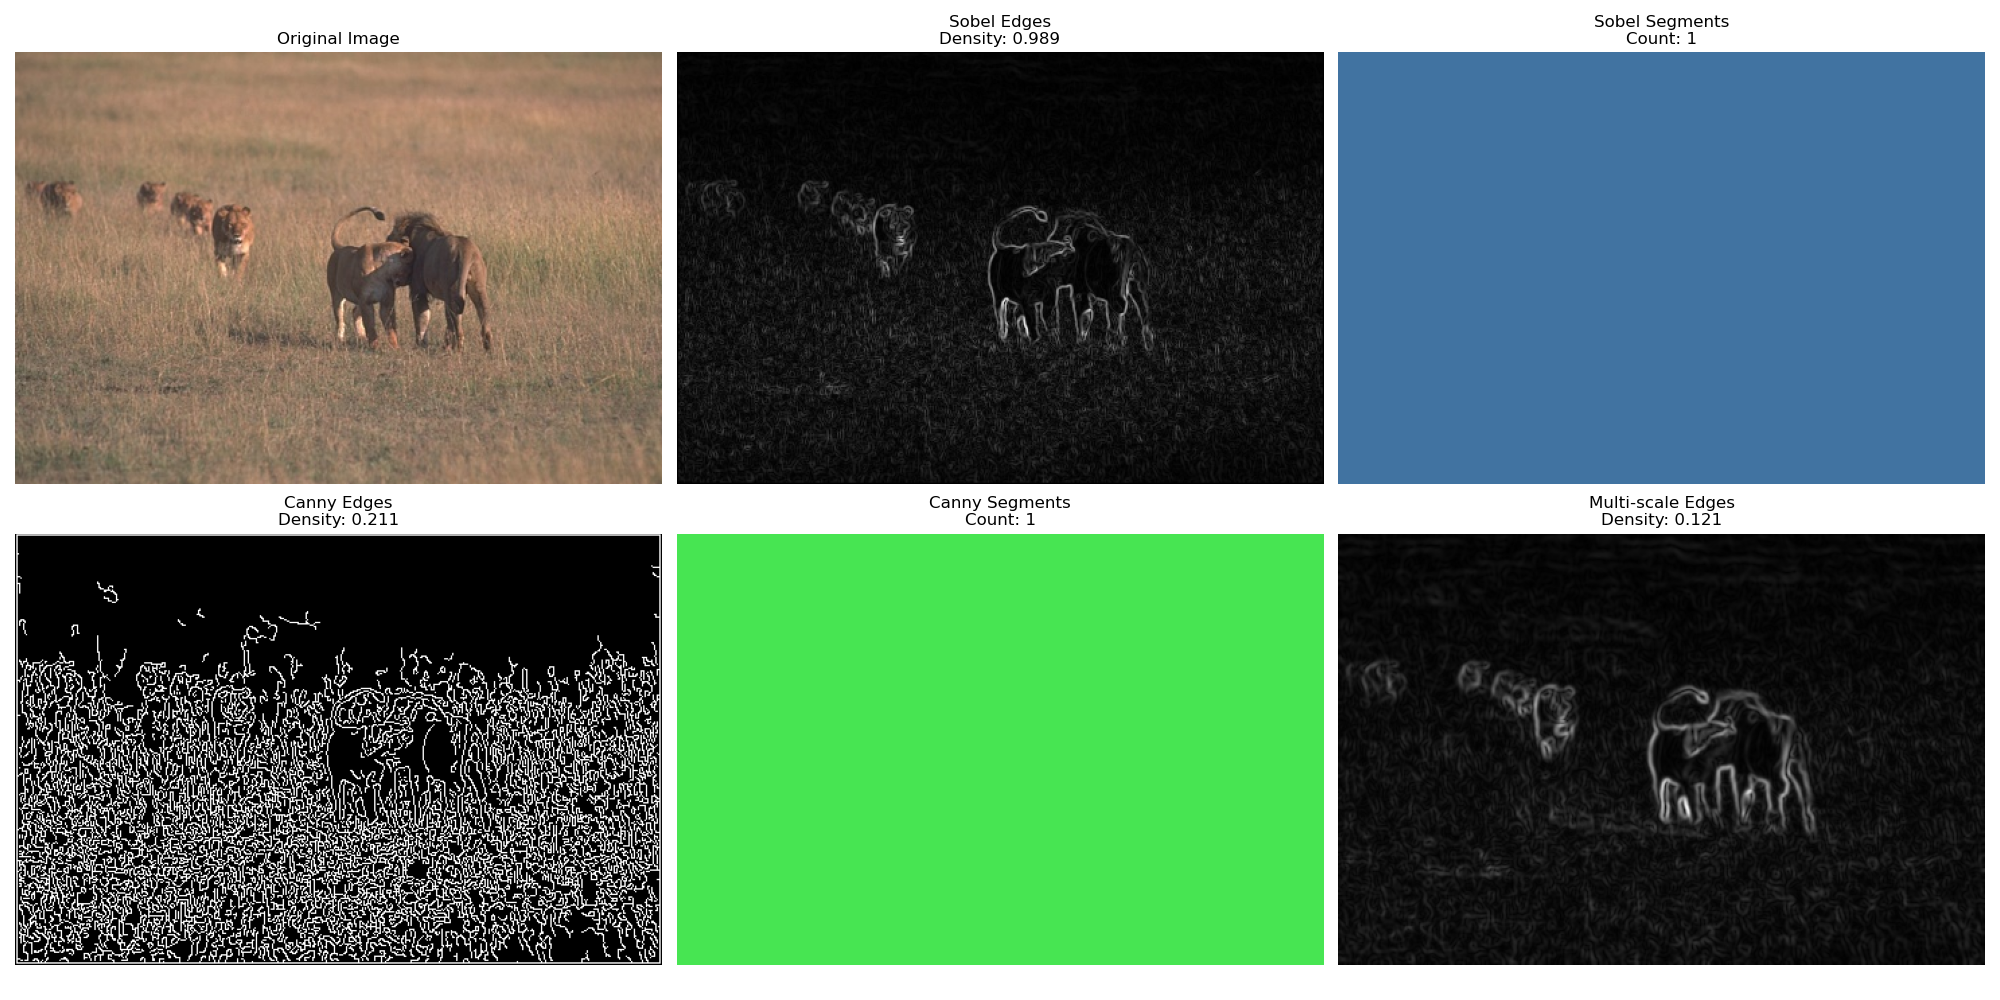 Original Image
Sobel Edges
Density: 0.989
Sobel Segments
Count: 1
Canny Edges
Density: 0.211
Canny Segments
Count: 1
Multi-scale Edges
Density: 0.121